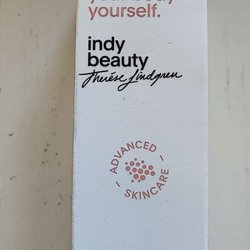 yourself.
indy
beauty
Therése Lindgren
ADVANCED
SKINCARE